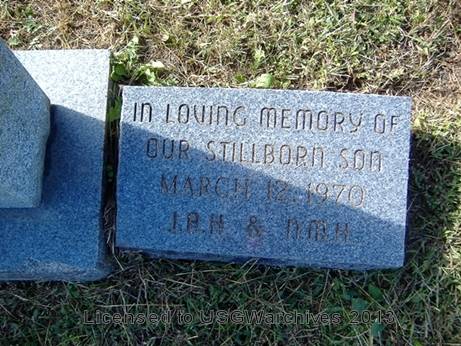 IN LOVING MEMORY OF
OUR STILLBORN SON
MARCH 12, 1970
J.A.H. & D.M.H.
Licensed to USGWarchives 2013